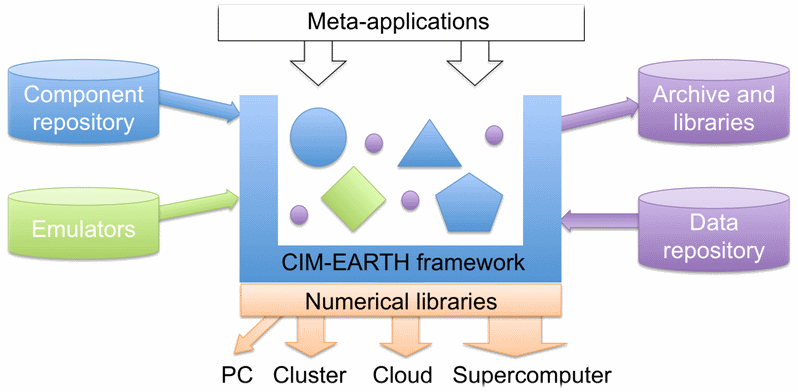 Meta-applications
Component
repository
Archive and
libraries
Emulators
Data
repository
CIM-EARTH framework
Numerical libraries
PC
Cluster
Cloud
Supercomputer